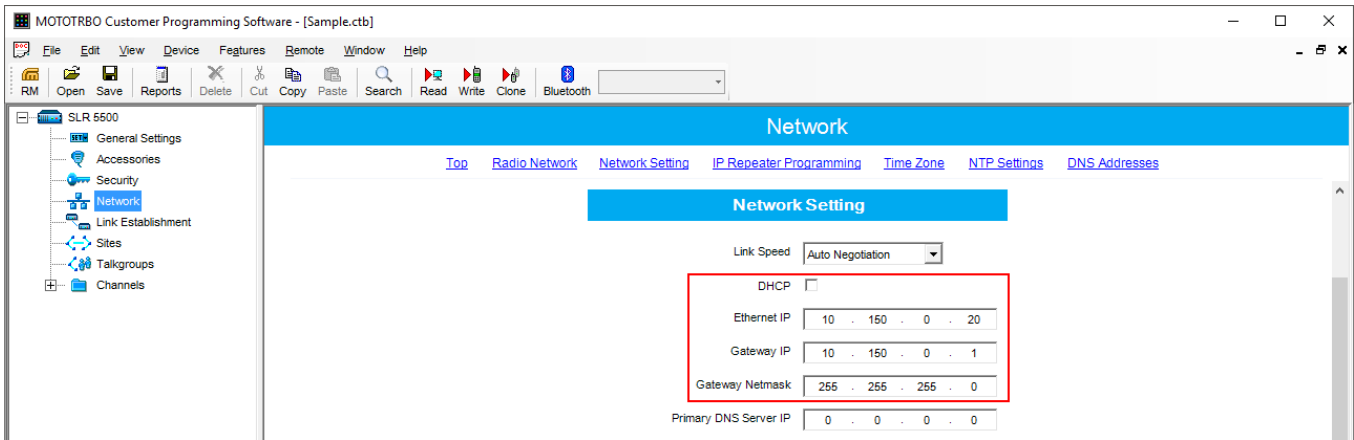 MOTOTRBO Customer Programming Software - [Sample.ctb]
File Edit View Device Features Remote Window Help
RM Open Save Reports Delete Cut Copy Paste Search Read Write Clone Bluetooth
SLR 5500
General Settings
Accessories
Security
Network
Link Establishment
Sites
Talkgroups
Channels
Network
Top Radio Network Network Setting IP Repeater Programming Time Zone NTP Settings DNS Addresses
Network Setting
Link Speed Auto Negotiation
DHCP
Ethernet IP 10 . 150 . 0 . 20
Gateway IP 10 . 150 . 0 . 1
Gateway Netmask 255 . 255 . 255 . 0
Primary DNS Server IP 0 . 0 . 0 . 0